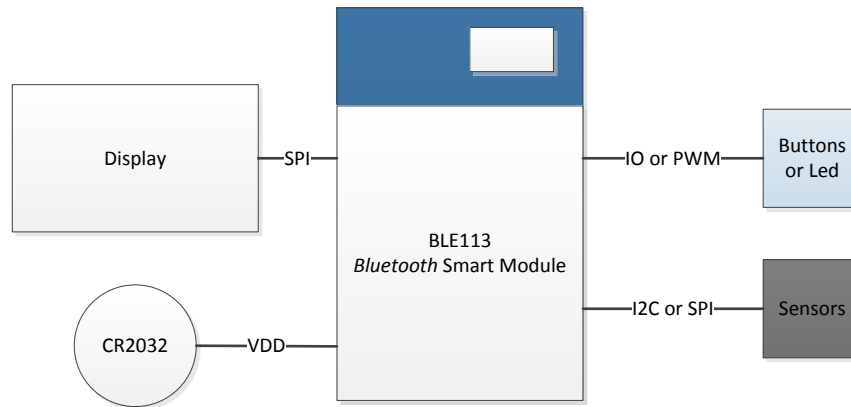 Display
SPI
BLE113
Bluetooth Smart Module
CR2032
VDD
IO or PWM
Buttons
or Led
I2C or SPI
Sensors